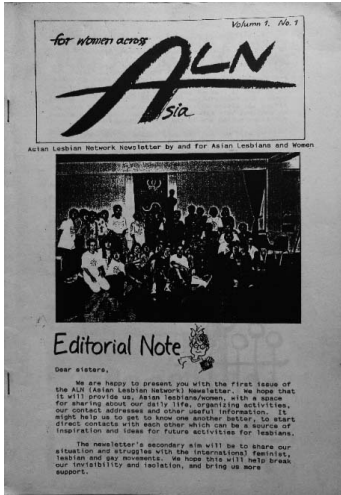 Volumn 1, No. 1
for women across
ALN
Asia
Asian Lesbian Network Newsletter by and for Asian Lesbians and Women
Editorial Note
Dear sisters,
We are happy to present you with the first issue of
the ALN (Asian Lesbian Network) Newsletter. We hope that
it will provide us, Asian lesbians/women, with a space
for sharing about our daily life, organizing activities,
our contact addresses and other useful information. It
might help us to get to know one another better, to start
direct contacts with each other which can be a source of
inspiration and ideas for future activities for lesbians.
The newsletter's secondary aim will be to share our
situation and struggles with the international feminist,
lesbian and gay movements. We hope this will help break
our invisibility and isolation, and bring us more
support.